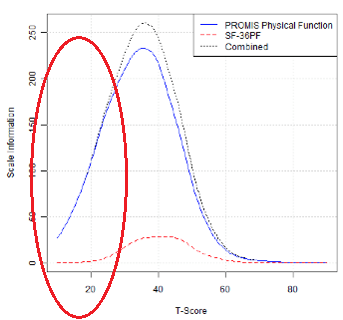 PROMIS Physical Function
SF-36PF
Combined
250
200
150
100
50
0
Scale Information
20
40
60
80
T-Score